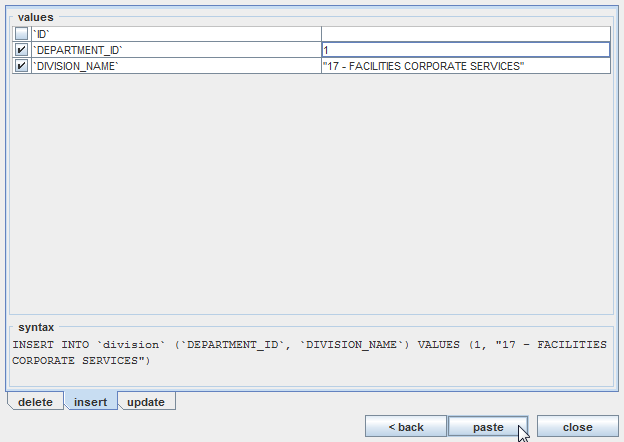 values
`ID`
`DEPARTMENT_ID` 1
`DIVISION_NAME` "17 - FACILITIES CORPORATE SERVICES"
syntax
INSERT INTO `division` (`DEPARTMENT_ID`, `DIVISION_NAME`) VALUES (1, "17 - FACILITIES
CORPORATE SERVICES")
delete insert update
< back paste close